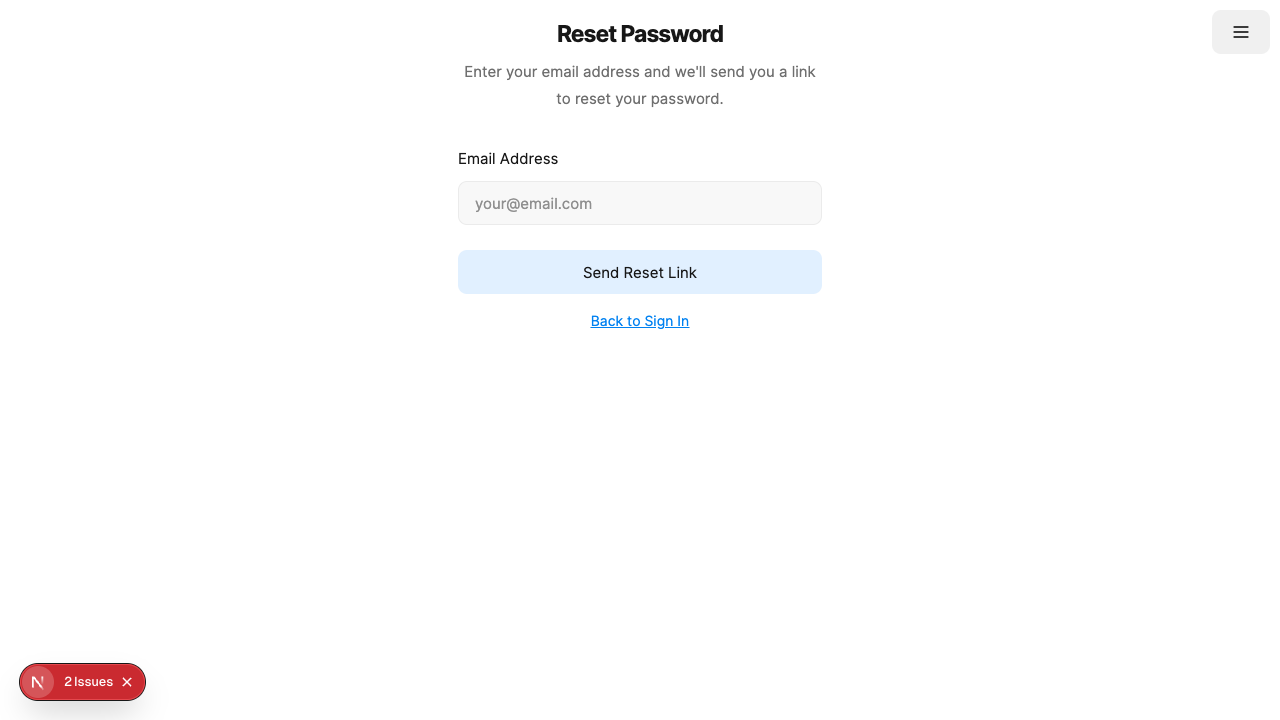 Reset Password
Enter your email address and we'll send you a link
to reset your password.
Email Address
your@email.com
Send Reset Link
Back to Sign In
N
2 Issues